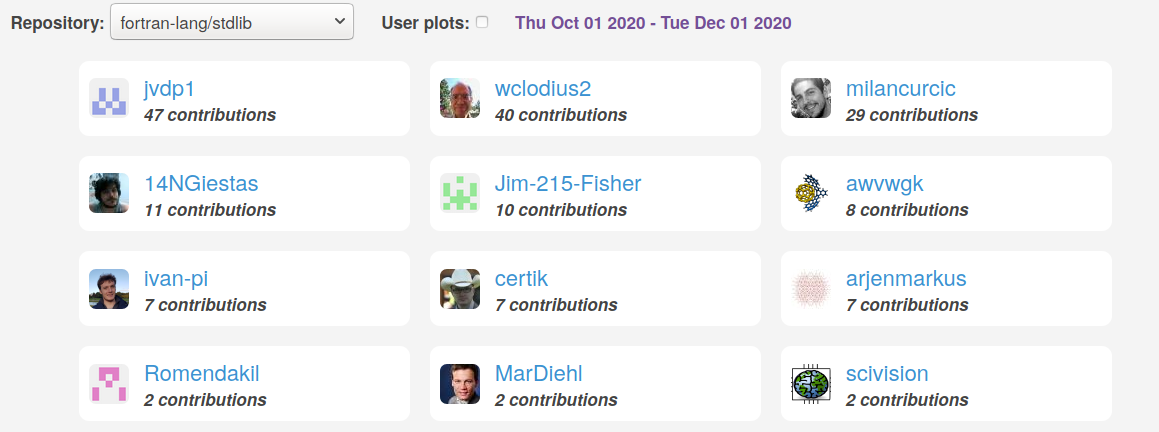 Repository: fortran-lang/stdlib User plots: Thu Oct 01 2020 - Tue Dec 01 2020
jvdp1 wclodius2 milancurcic
47 contributions 40 contributions 29 contributions
14NGiestas Jim-215-Fisher awvwgk
11 contributions 10 contributions 8 contributions
ivan-pi certik arjenmarkus
7 contributions 7 contributions 7 contributions
Romendakil MarDiehl scivision
2 contributions 2 contributions 2 contributions